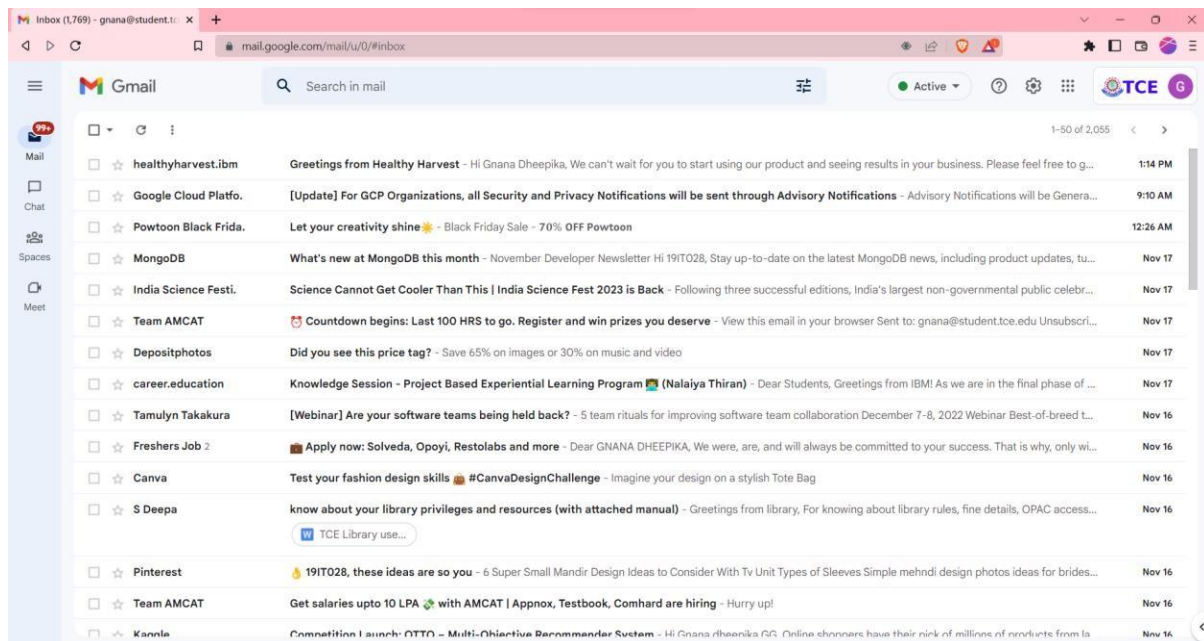 Inbox (1,769) - gnana@student.tc
mail.google.com/mail/u/0/#inbox
Gmail
Search in mail
Active
TCE
G
99+
Mail
Chat
Spaces
Meet
1–50 of 2,055
healthyharvest.ibm Greetings from Healthy Harvest - Hi Gnana Dheepika, We can't wait for you to start using our product and seeing results in your business. Please feel free to g... 1:14 PM
Google Cloud Platfo. [Update] For GCP Organizations, all Security and Privacy Notifications will be sent through Advisory Notifications - Advisory Notifications will be Genera... 9:10 AM
Powtoon Black Frida. Let your creativity shine☀️ - Black Friday Sale - 70% OFF Powtoon 12:26 AM
MongoDB What's new at MongoDB this month - November Developer Newsletter Hi 19IT028, Stay up-to-date on the latest MongoDB news, including product updates, tu... Nov 17
India Science Festi. Science Cannot Get Cooler Than This | India Science Fest 2023 is Back - Following three successful editions, India's largest non-governmental public celebr... Nov 17
Team AMCAT ⏰ Countdown begins: Last 100 HRS to go. Register and win prizes you deserve - View this email in your browser Sent to: gnana@student.tce.edu Unsubscri... Nov 17
Depositphotos Did you see this price tag? - Save 65% on images or 30% on music and video Nov 17
career.education Knowledge Session - Project Based Experiential Learning Program 👨‍💻 (Nalaiya Thiran) - Dear Students, Greetings from IBM! As we are in the final phase of ... Nov 17
Tamulyn Takakura [Webinar] Are your software teams being held back? - 5 team rituals for improving software team collaboration December 7-8, 2022 Webinar Best-of-breed t... Nov 16
Freshers Job 2 💼 Apply now: Solveda, Opoyi, Restolabs and more - Dear GNANA DHEEPIKA, We were, are, and will always be committed to your success. That is why, only wi... Nov 16
Canva Test your fashion design skills 👜 #CanvaDesignChallenge - Imagine your design on a stylish Tote Bag Nov 16
S Deepa know about your library privileges and resources (with attached manual) - Greetings from library, For knowing about library rules, fine details, OPAC access... Nov 16
W TCE Library use...
Pinterest 👌 19IT028, these ideas are so you - 6 Super Small Mandir Design Ideas to Consider With Tv Unit Types of Sleeves Simple mehndi design photos ideas for brides... Nov 16
Team AMCAT Get salaries upto 10 LPA 💸 with AMCAT | Appnox, Testbook, Comhard are hiring - Hurry up! Nov 16
Kaggle Competition Launch: OTTO – Multi-Objective Recommender System - Hi Gnana dheepika GG, Online shoppers have their pick of millions of products from la Nov 16